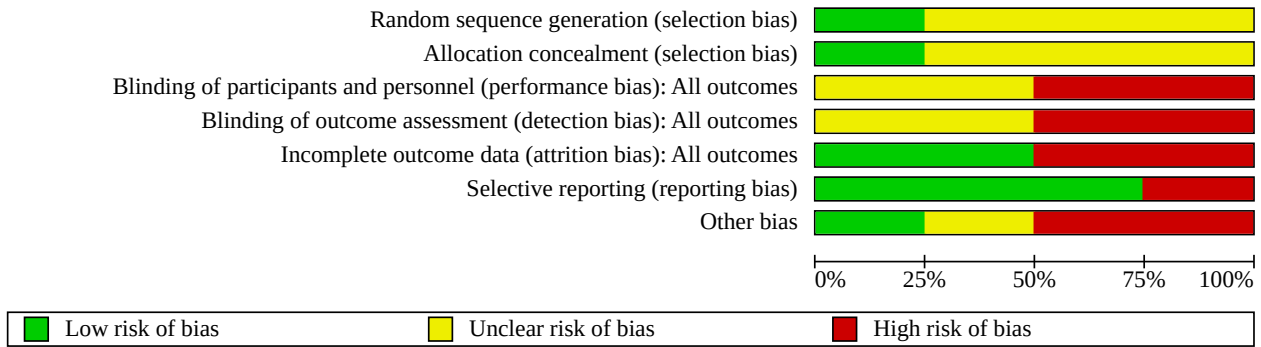 Random sequence generation (selection bias)
Allocation concealment (selection bias)
Blinding of participants and personnel (performance bias): All outcomes
Blinding of outcome assessment (detection bias): All outcomes
Incomplete outcome data (attrition bias): All outcomes
Selective reporting (reporting bias)
Other bias
0% 25% 50% 75% 100%
Low risk of bias Unclear risk of bias High risk of bias